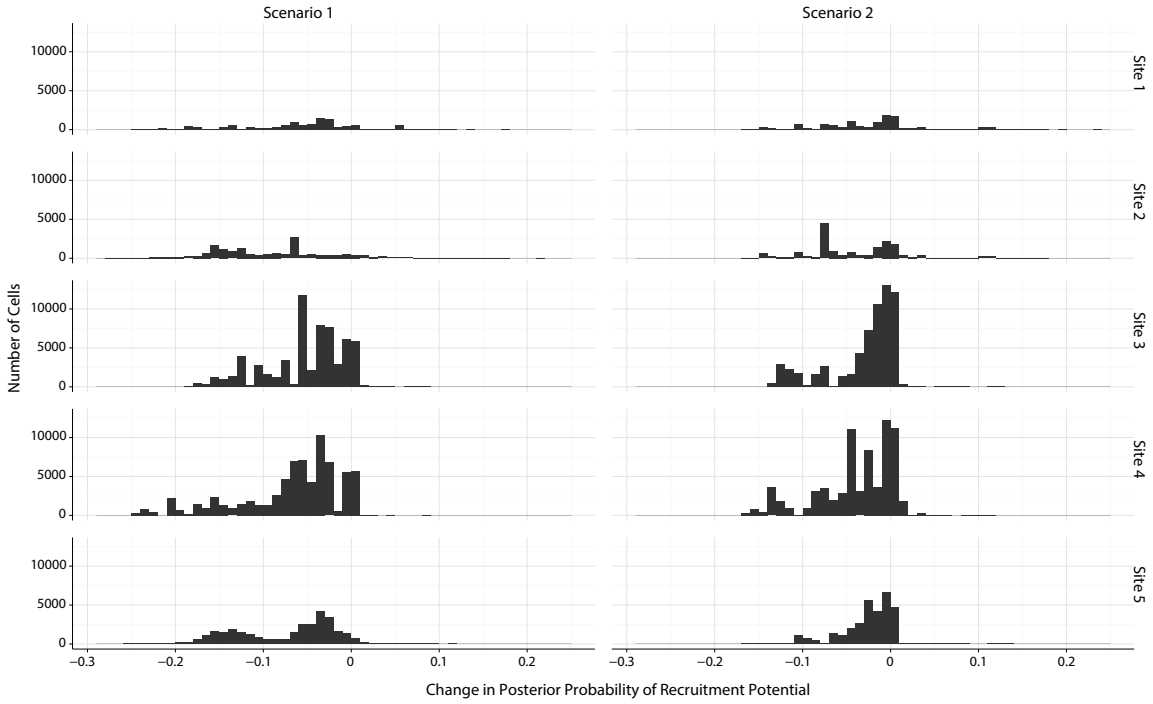 Scenario 1
Scenario 2
10000
5000
0
Site 1
10000
5000
0
Site 2
Number of Cells
10000
5000
0
Site 3
10000
5000
0
Site 4
10000
5000
0
Site 5
−0.3 −0.2 −0.1 0 0.1 0.2
−0.3 −0.2 −0.1 0 0.1 0.2
Change in Posterior Probability of Recruitment Potential